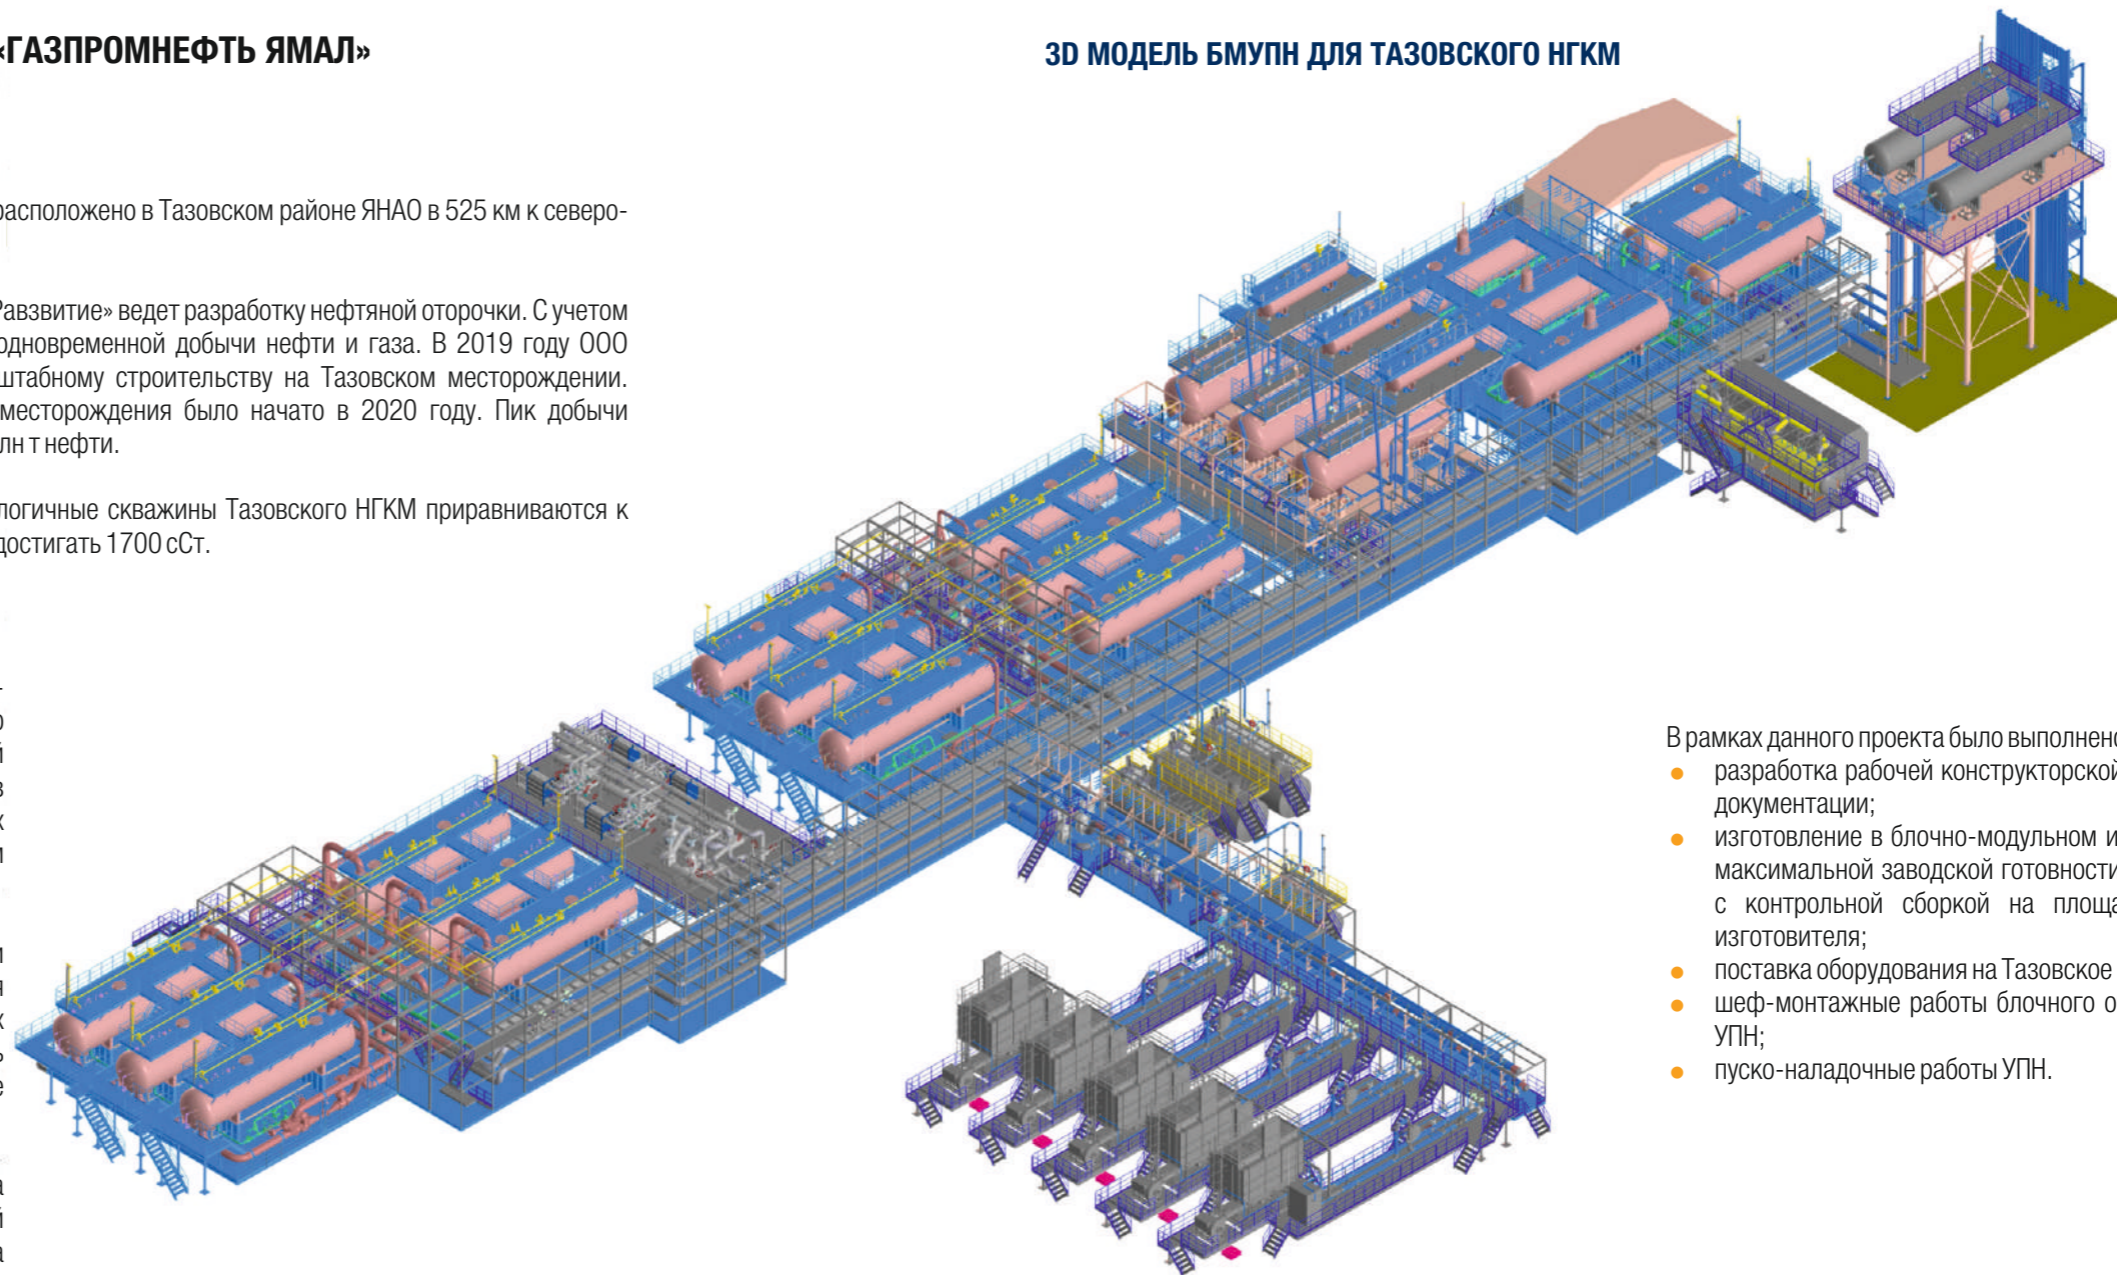 «ГАЗПРОМНЕФТЬ ЯМАЛ»
3D МОДЕЛЬ БМУПН ДЛЯ ТАЗОВСКОГО НГКМ
расположено в Тазовском районе ЯНАО в 525 км к северо-
Равзвитие» ведет разработку нефтяной оторочки. С учетом
одновременной добычи нефти и газа. В 2019 году ООО
штабному строительству на Тазовском месторождении.
месторождения было начато в 2020 году. Пик добычи
лн т нефти.
логичные скважины Тазовского НГКМ приравниваются к
достигать 1700 сСт.
В рамках данного проекта было выполнено
• разработка рабочей конструкторской
документации;
• изготовление в блочно-модульном и
максимальной заводской готовности
с контрольной сборкой на площа
изготовителя;
• поставка оборудования на Тазовское
• шеф-монтажные работы блочного о
УПН;
• пуско-наладочные работы УПН.